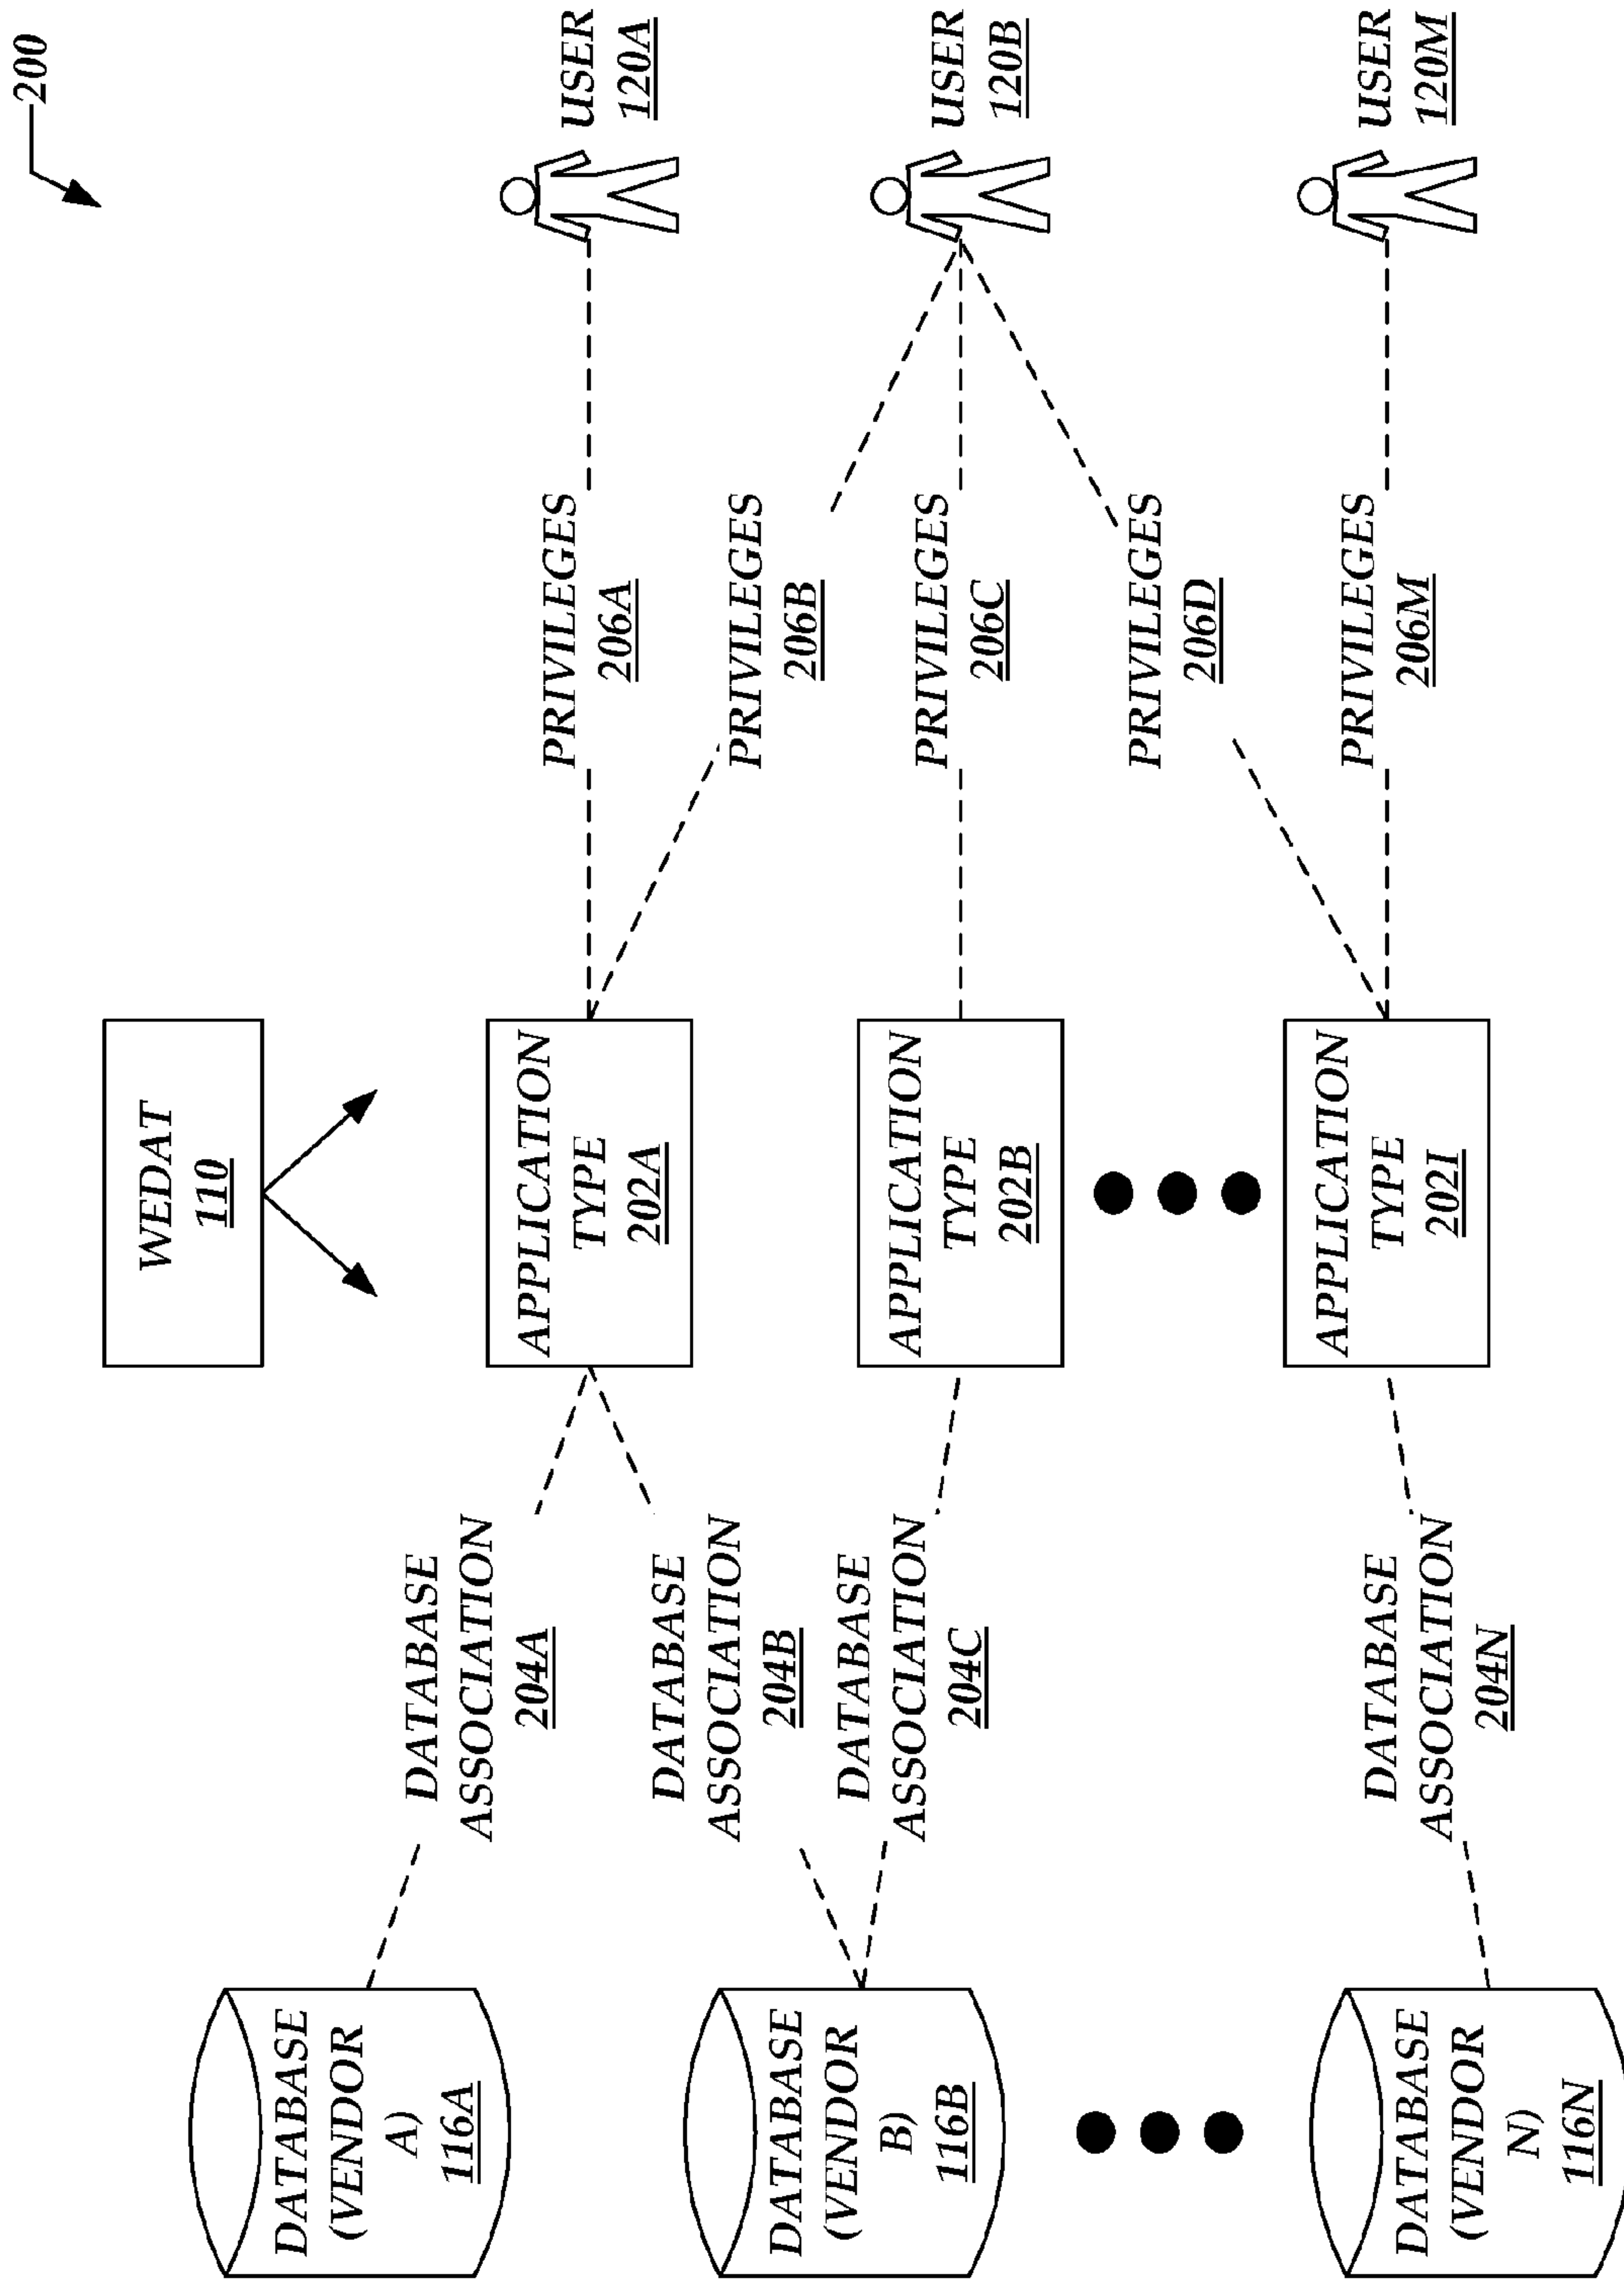 200
WEDAT
110
DATABASE
(VENDOR
A)
116A
DATABASE
ASSOCIATION
204A
APPLICATION
TYPE
202A
PRIVILEGES
206A
USER
120A
DATABASE
ASSOCIATION
204B
PRIVILEGES
206B
DATABASE
(VENDOR
B)
116B
DATABASE
ASSOCIATION
204C
APPLICATION
TYPE
202B
PRIVILEGES
206C
USER
120B
PRIVILEGES
206D
DATABASE
(VENDOR
N)
116N
DATABASE
ASSOCIATION
204N
APPLICATION
TYPE
202I
PRIVILEGES
206M
USER
120M